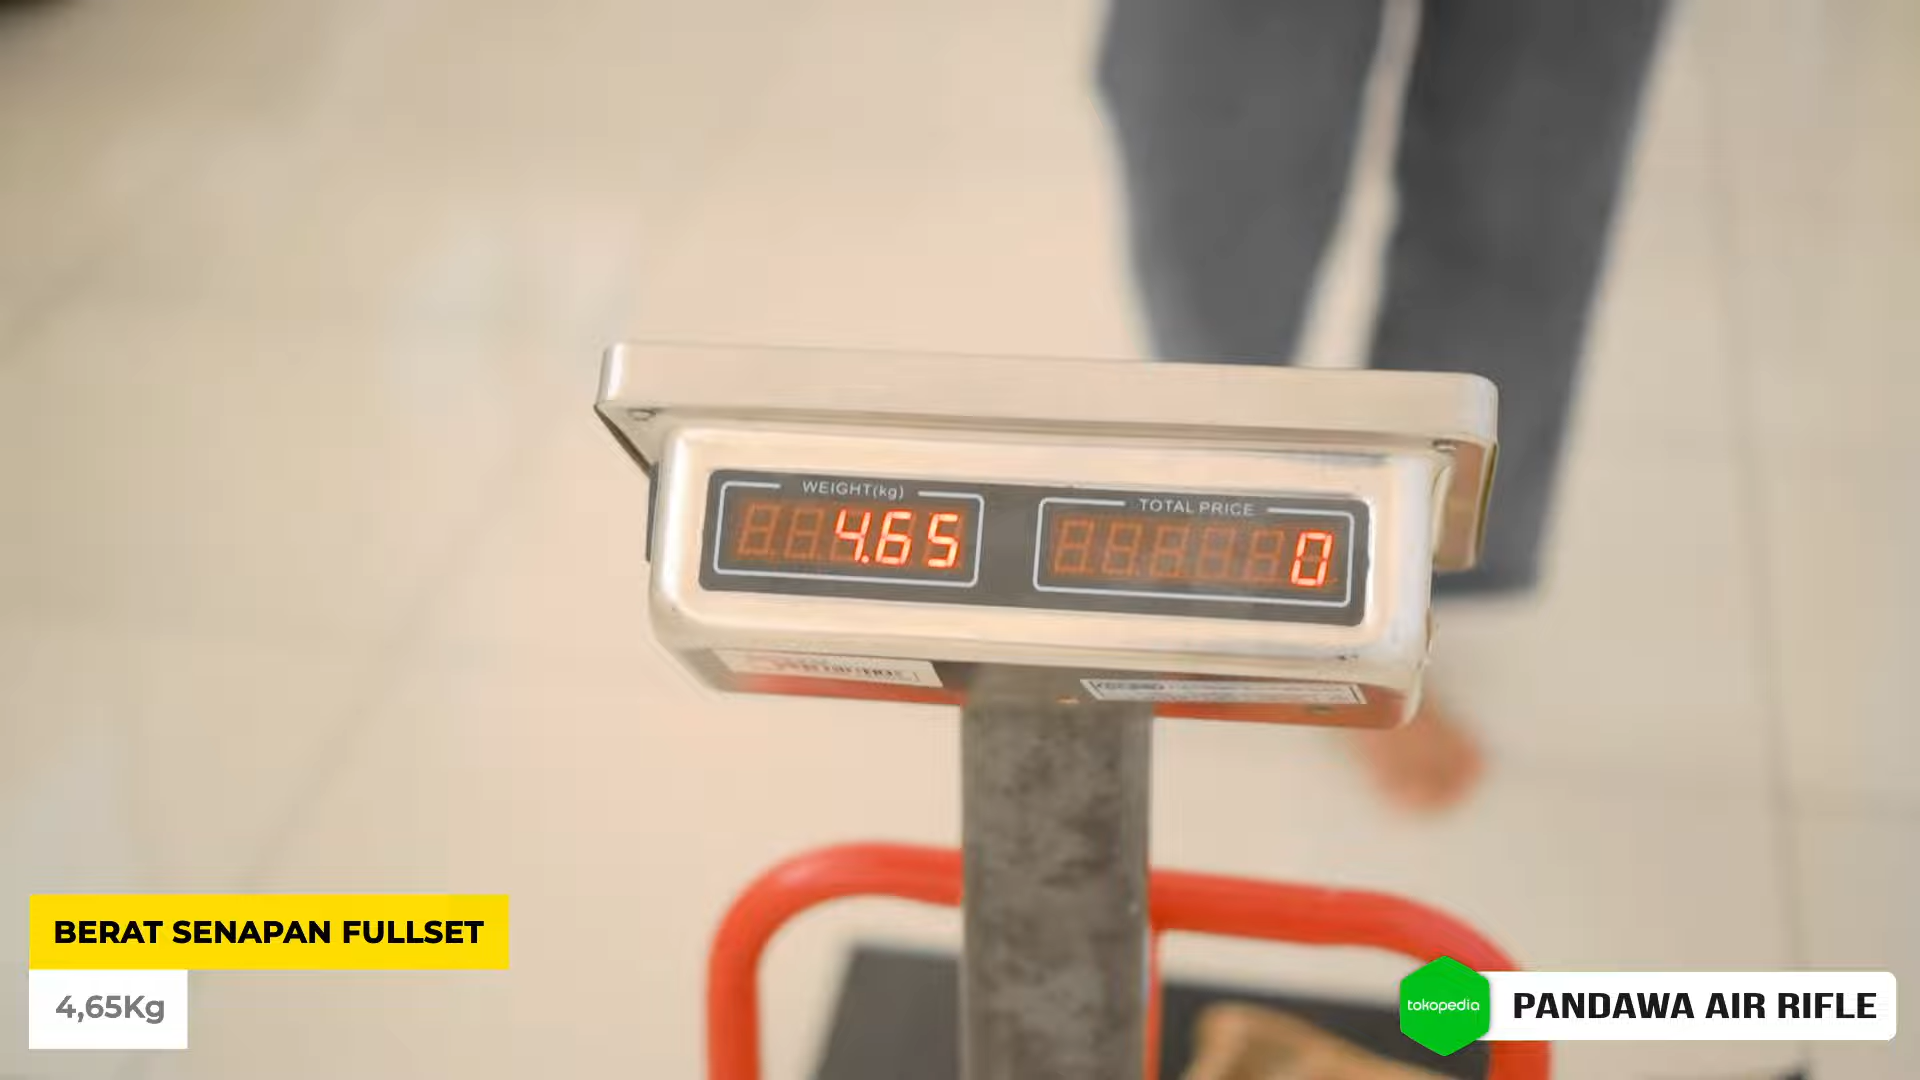 WEIGHT(kg)
4.65
TOTAL PRICE
0
BERAT SENAPAN FULLSET
4,65Kg
tokopedia
PANDAWA AIR RIFLE